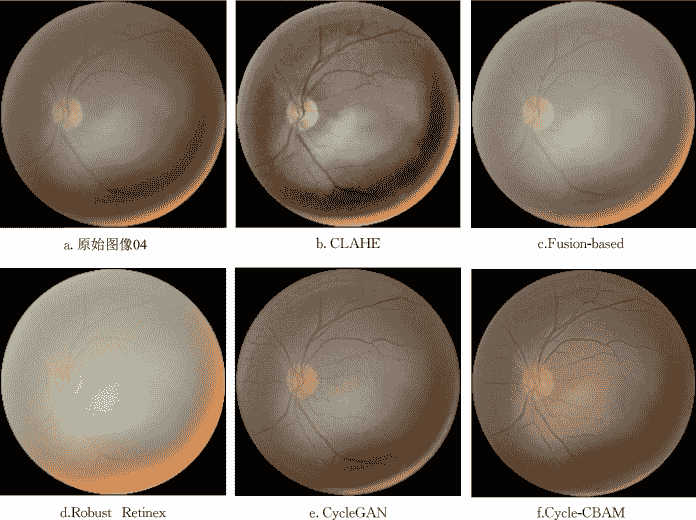 a. 原始图像04
b. CLAHE
c.Fusion-based
d.Robust Retinex
e. CycleGAN
f.Cycle-CBAM